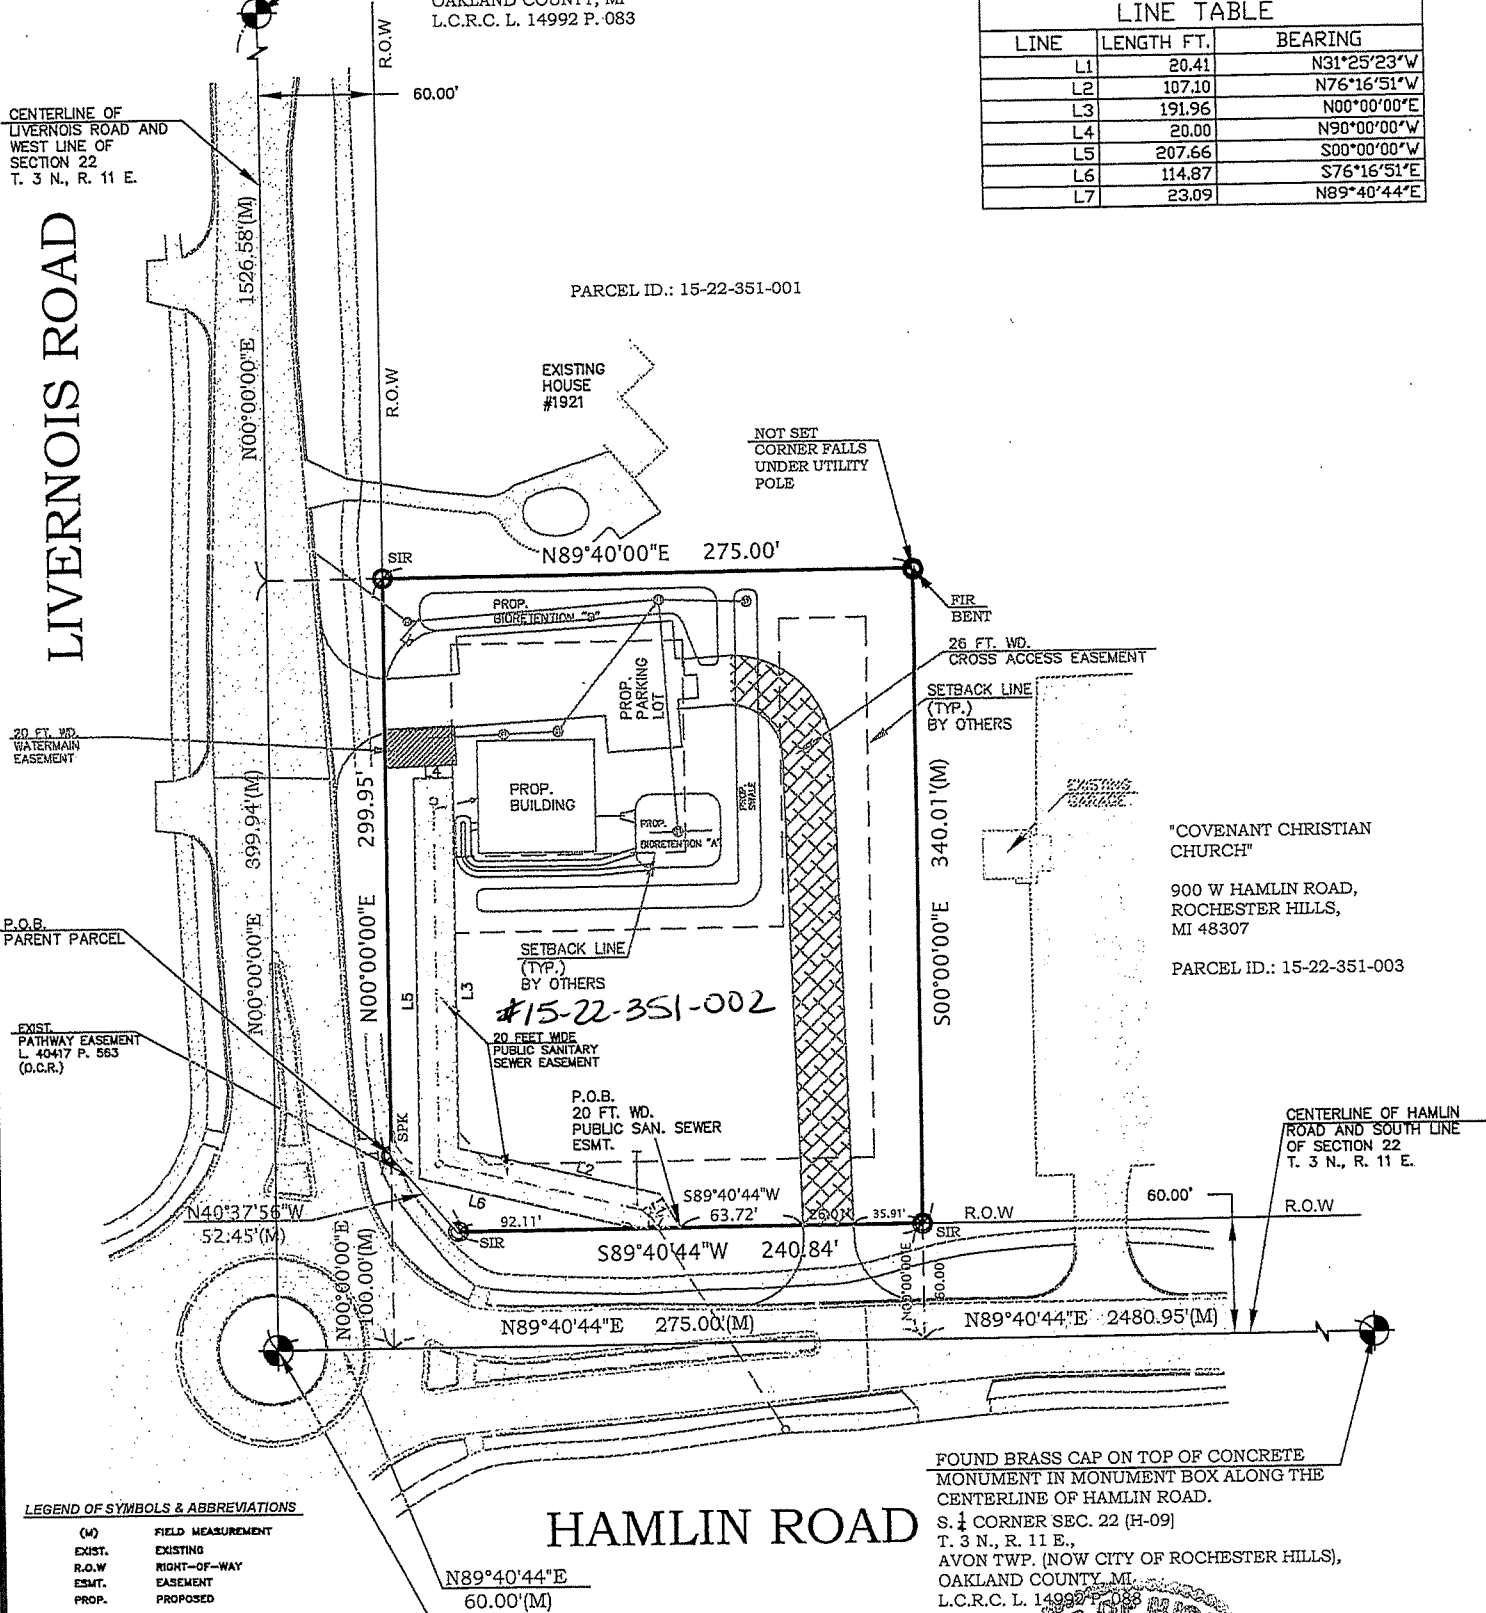 OAKLAND COUNTY, MI
L.C.R.C. L. 14992 P. 083
R.O.W
60.00'
LINE TABLE
LINE LENGTH FT. BEARING
L1 20.41 N31°25'23"W
L2 107.10 N76°16'51"W
L3 191.96 N00°00'00"E
L4 20.00 N90°00'00"W
L5 207.66 S00°00'00"W
L6 114.87 S76°16'51"E
L7 23.09 N89°40'44"E
CENTERLINE OF
LIVERNOIS ROAD AND
WEST LINE OF
SECTION 22
T. 3 N., R. 11 E.
LIVERNOIS ROAD
N00°00'00"E 1526.58'(M)
R.O.W
PARCEL ID.: 15-22-351-001
EXISTING
HOUSE
#1921
NOT SET
CORNER FALLS
UNDER UTILITY
POLE
SIR
N89°40'00"E 275.00'
FIR
BENT
26 FT. WD.
CROSS ACCESS EASEMENT
SETBACK LINE
(TYP.)
BY OTHERS
PROP.
BIORETENTION "B"
PROP.
PARKING
LOT
20 FT. WD.
WATERMAIN
EASEMENT
L4
PROP.
BUILDING
PROP.
SWALE
PROP.
BIORETENTION "A"
N00°00'00"E 299.95'
N00°00'00"E 399.94'(M)
S00°00'00"E 340.01'(M)
EXISTING
GARAGE
"COVENANT CHRISTIAN
CHURCH"
900 W HAMLIN ROAD,
ROCHESTER HILLS,
MI 48307
PARCEL ID.: 15-22-351-003
P.O.B.
PARENT PARCEL
SETBACK LINE
(TYP.)
BY OTHERS
L5
L3
#15-22-351-002
EXIST.
PATHWAY EASEMENT
L. 40417 P. 563
(O.C.R.)
20 FEET WIDE
PUBLIC SANITARY
SEWER EASEMENT
P.O.B.
20 FT. WD.
PUBLIC SAN. SEWER
ESMT.
SPK
CENTERLINE OF HAMLIN
ROAD AND SOUTH LINE
OF SECTION 22
T. 3 N., R. 11 E.
L2
L6
S89°40'44"W
92.11' 63.72' 26.01' 35.91'
60.00'
R.O.W
R.O.W
N40°37'56"W
52.45'(M)
SIR
SIR
S89°40'44"W 240.84'
N00°00'00"E
100.00'(M)
N00°00'00"E
60.00'
N89°40'44"E 275.00'(M)
N89°40'44"E 2480.95'(M)
FOUND BRASS CAP ON TOP OF CONCRETE
MONUMENT IN MONUMENT BOX ALONG THE
CENTERLINE OF HAMLIN ROAD.
S. 1/4 CORNER SEC. 22 (H-09)
T. 3 N., R. 11 E.,
AVON TWP. (NOW CITY OF ROCHESTER HILLS),
OAKLAND COUNTY, MI
L.C.R.C. L. 14992 P. 088
HAMLIN ROAD
LEGEND OF SYMBOLS & ABBREVIATIONS
(M) FIELD MEASUREMENT
EXIST. EXISTING
R.O.W RIGHT-OF-WAY
ESMT. EASEMENT
PROP. PROPOSED
N89°40'44"E
60.00'(M)